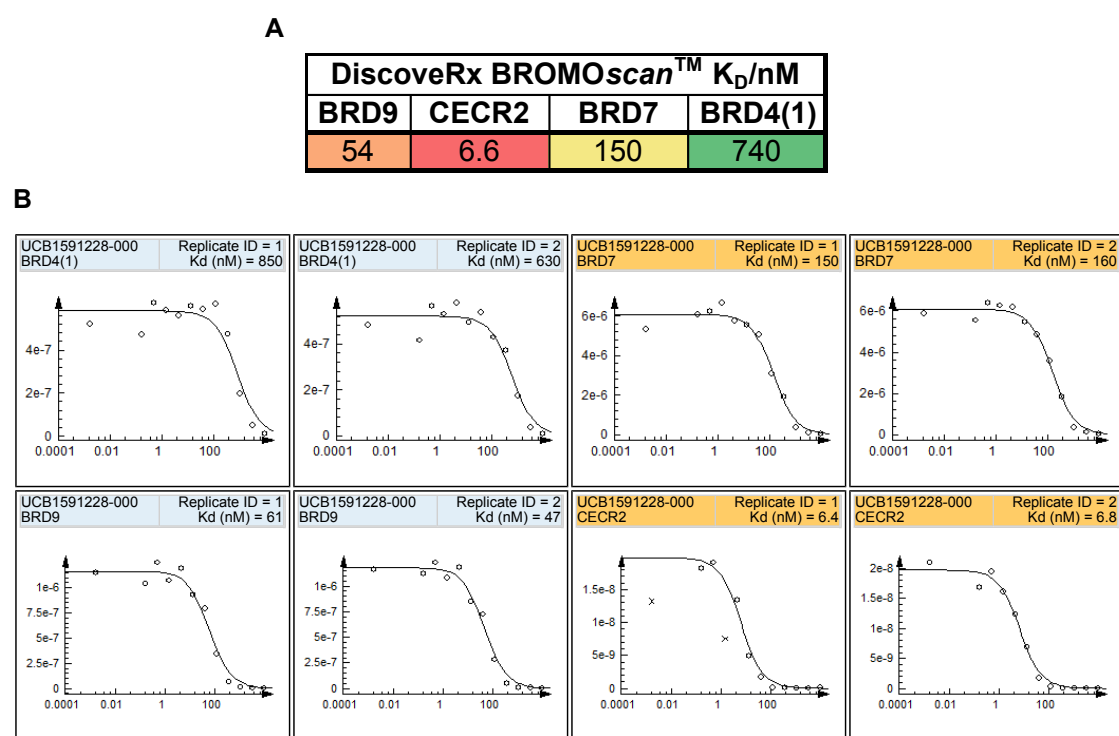 A
DiscoveRx BROMOscan™ KD/nM
BRD9 CECR2 BRD7 BRD4(1)
54 6.6 150 740
B
UCB1591228-000 Replicate ID = 1
BRD4(1) Kd (nM) = 850
4e-7
2e-7
0
0.0001 0.01 1 100
UCB1591228-000 Replicate ID = 2
BRD4(1) Kd (nM) = 630
4e-7
2e-7
0
0.0001 0.01 1 100
UCB1591228-000 Replicate ID = 1
BRD7 Kd (nM) = 150
6e-6
4e-6
2e-6
0
0.0001 0.01 1 100
UCB1591228-000 Replicate ID = 2
BRD7 Kd (nM) = 160
6e-6
4e-6
2e-6
0
0.0001 0.01 1 100
UCB1591228-000 Replicate ID = 1
BRD9 Kd (nM) = 61
1e-6
7.5e-7
5e-7
2.5e-7
0
0.0001 0.01 1 100
UCB1591228-000 Replicate ID = 2
BRD9 Kd (nM) = 47
1e-6
7.5e-7
5e-7
2.5e-7
0
0.0001 0.01 1 100
UCB1591228-000 Replicate ID = 1
CECR2 Kd (nM) = 6.4
1.5e-8
1e-8
5e-9
0
0.0001 0.01 1 100
UCB1591228-000 Replicate ID = 2
CECR2 Kd (nM) = 6.8
2e-8
1.5e-8
1e-8
5e-9
0
0.0001 0.01 1 100